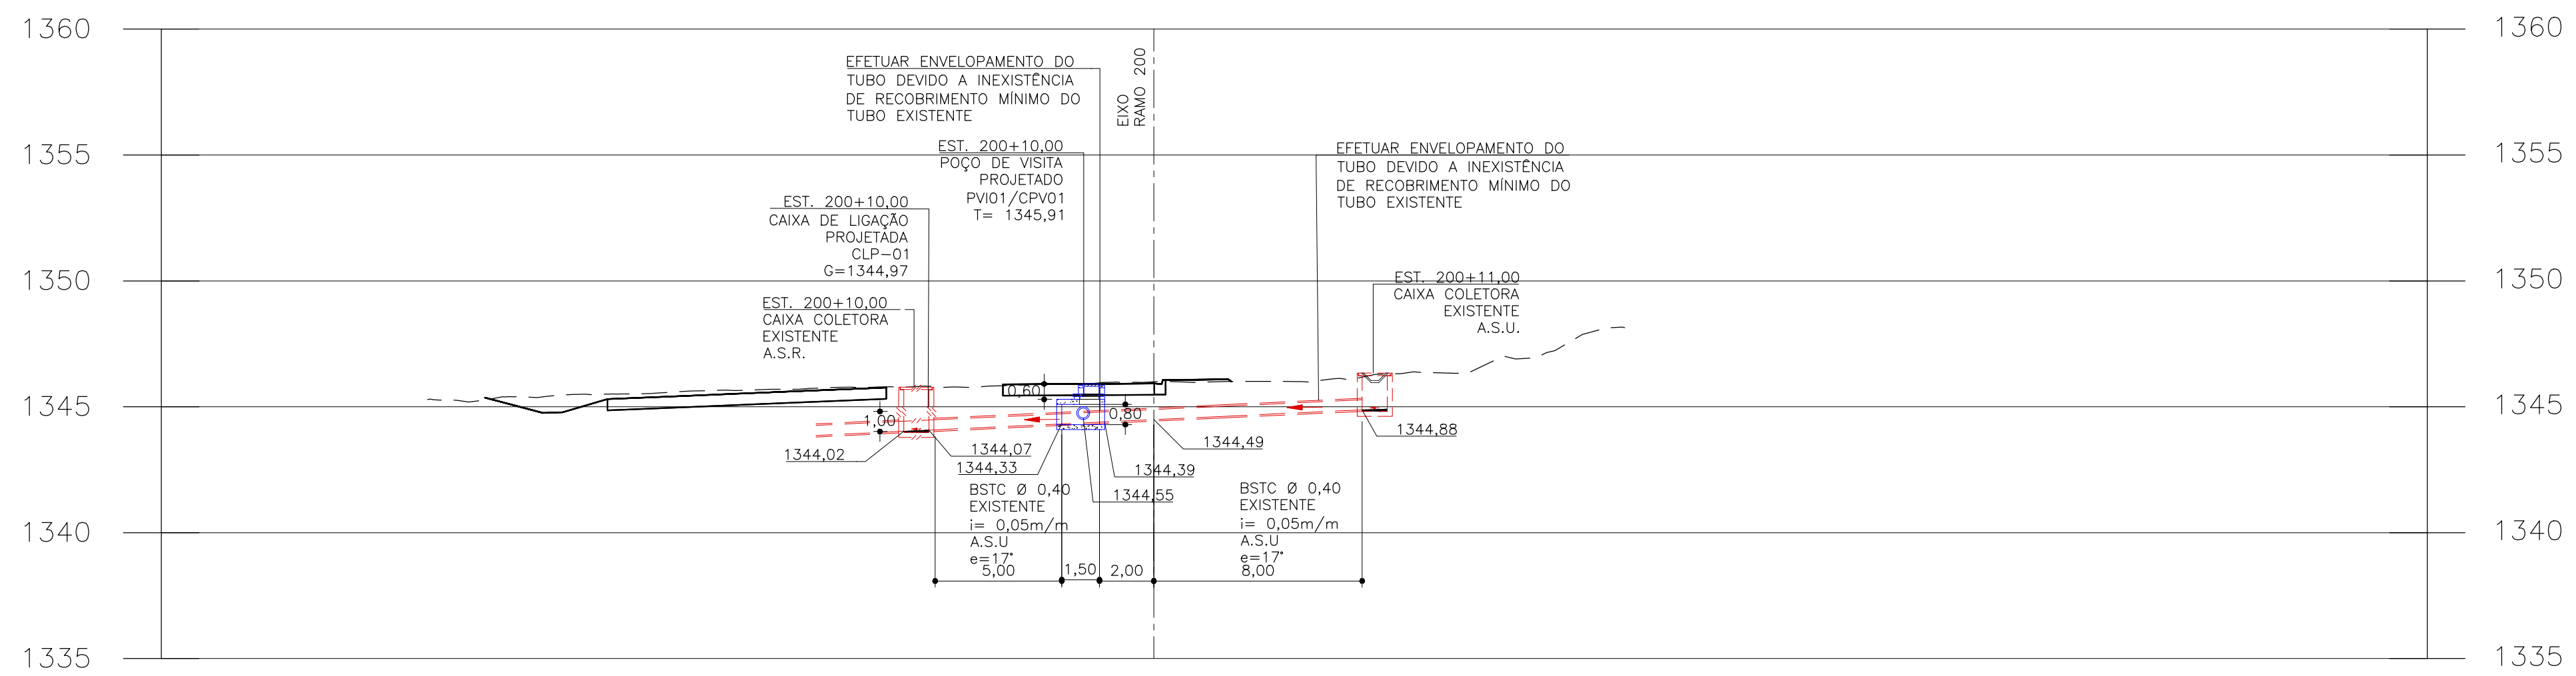 1360
1360
EFETUAR ENVELOPAMENTO DO
TUBO DEVIDO A INEXISTÊNCIA
DE RECOBRIMENTO MÍNIMO DO
TUBO EXISTENTE
EIXO
RAMO 200
1355
1355
EST. 200+10,00
POÇO DE VISITA
PROJETADO
PVI01/CPV01
T= 1345,91
EFETUAR ENVELOPAMENTO DO
TUBO DEVIDO A INEXISTÊNCIA
DE RECOBRIMENTO MÍNIMO DO
TUBO EXISTENTE
EST. 200+10,00
CAIXA DE LIGAÇÃO
PROJETADA
CLP-01
G=1344,97
1350
1350
EST. 200+11,00
CAIXA COLETORA
EXISTENTE
A.S.U.
EST. 200+10,00
CAIXA COLETORA
EXISTENTE
A.S.R.
0,60
1345
1345
1,00
0,80
1344,88
1344,49
1344,02
1344,07
1344,33
1344,39
1344,55
BSTC Ø 0,40
EXISTENTE
i= 0,05m/m
A.S.U
e=17°
BSTC Ø 0,40
EXISTENTE
i= 0,05m/m
A.S.U
e=17°
1340
1340
5,00
1,50
2,00
8,00
1335
1335